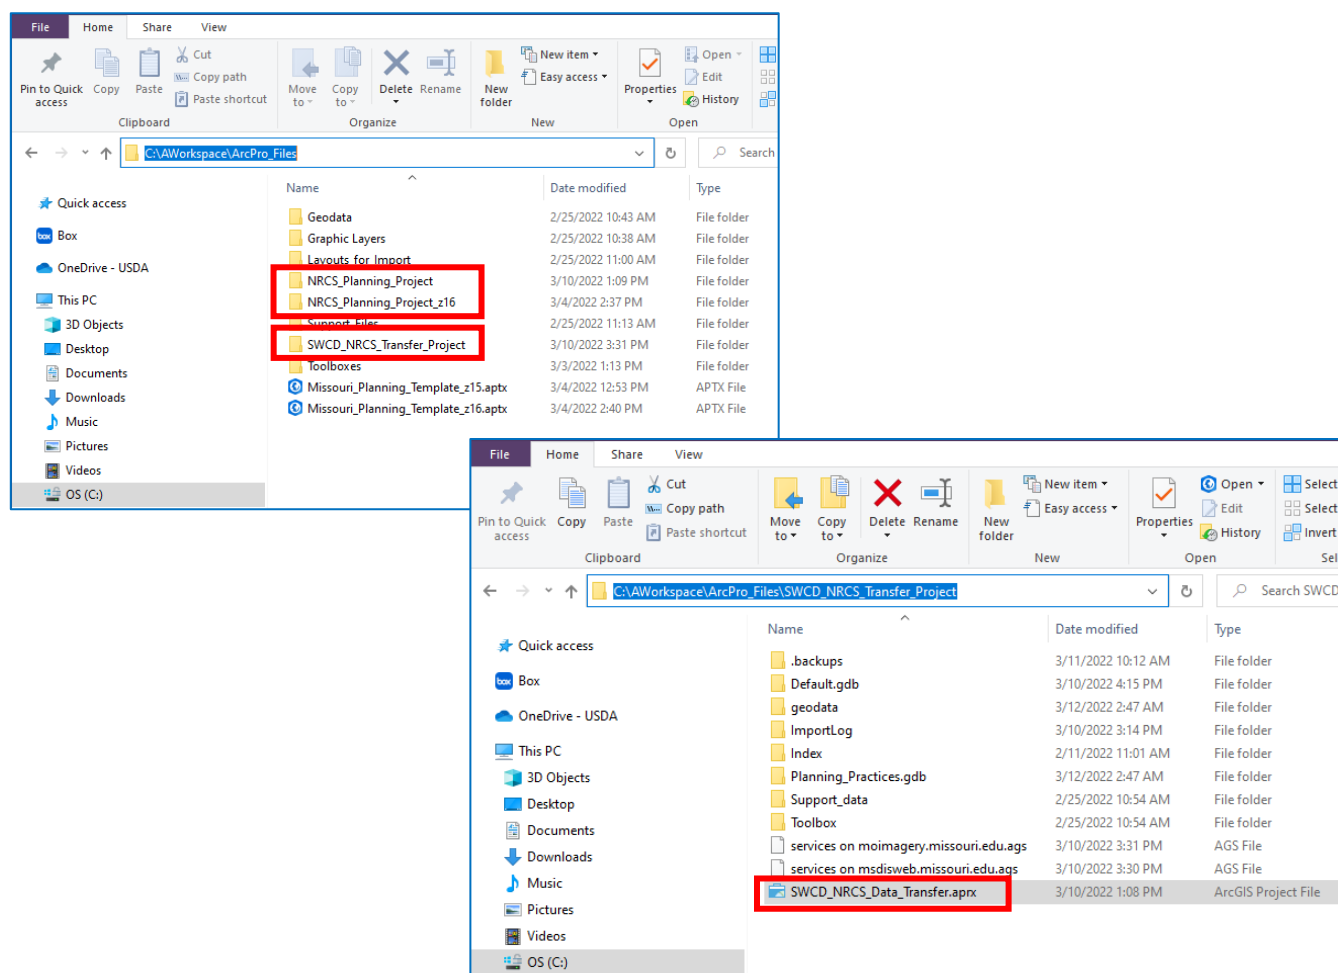 File Home Share View
Pin to Quick access
Copy
Paste
Cut
Copy path
Paste shortcut
Clipboard
Move to
Copy to
Delete
Rename
Organize
New folder
New item
Easy access
New
Properties
Open
Edit
History
Open
C:\AWorkspace\ArcPro_Files
Search
Quick access
Box
OneDrive - USDA
This PC
3D Objects
Desktop
Documents
Downloads
Music
Pictures
Videos
OS (C:)
Name Date modified Type
Geodata 2/25/2022 10:43 AM File folder
Graphic Layers 2/25/2022 10:38 AM File folder
Layouts_for_Import 2/25/2022 11:00 AM File folder
NRCS_Planning_Project 3/10/2022 1:09 PM File folder
NRCS_Planning_Project_z16 3/4/2022 2:37 PM File folder
Support_Files 2/25/2022 11:13 AM File folder
SWCD_NRCS_Transfer_Project 3/10/2022 3:31 PM File folder
Toolboxes 3/3/2022 1:13 PM File folder
Missouri_Planning_Template_z15.aptx 3/4/2022 12:53 PM APTX File
Missouri_Planning_Template_z16.aptx 3/4/2022 2:40 PM APTX File
File Home Share View
Pin to Quick access
Copy
Paste
Cut
Copy path
Paste shortcut
Clipboard
Move to
Copy to
Delete
Rename
Organize
New folder
New item
Easy access
New
Properties
Open
Edit
History
Open
Select
Select
Invert
Sel
C:\AWorkspace\ArcPro_Files\SWCD_NRCS_Transfer_Project
Search SWCD
Quick access
Box
OneDrive - USDA
This PC
3D Objects
Desktop
Documents
Downloads
Music
Pictures
Videos
OS (C:)
Name Date modified Type
.backups 3/11/2022 10:12 AM File folder
Default.gdb 3/10/2022 4:15 PM File folder
geodata 3/12/2022 2:47 AM File folder
ImportLog 3/10/2022 3:14 PM File folder
Index 2/11/2022 11:01 AM File folder
Planning_Practices.gdb 3/12/2022 2:47 AM File folder
Support_data 2/25/2022 10:54 AM File folder
Toolbox 2/25/2022 10:54 AM File folder
services on moimagery.missouri.edu.ags 3/10/2022 3:31 PM AGS File
services on msdisweb.missouri.edu.ags 3/10/2022 3:30 PM AGS File
SWCD_NRCS_Data_Transfer.aprx 3/10/2022 1:08 PM ArcGIS Project File